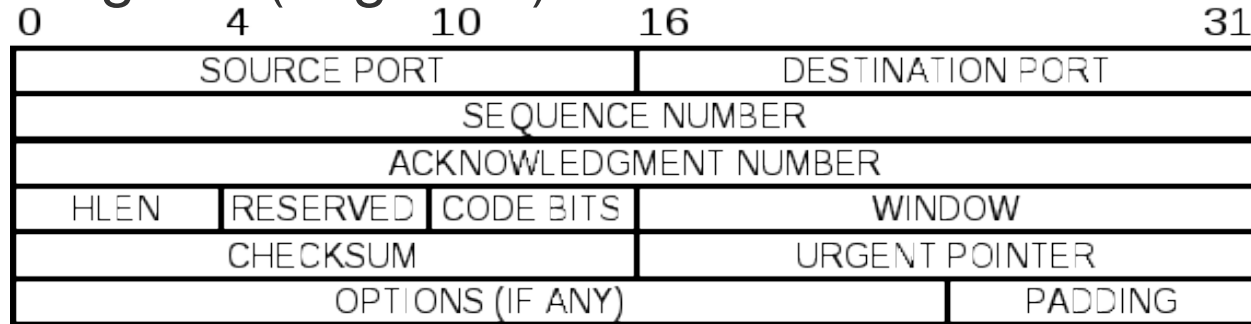 0 4 10 16 31
SOURCE PORT DESTINATION PORT
SEQUENCE NUMBER
ACKNOWLEDGMENT NUMBER
HLEN RESERVED CODE BITS WINDOW
CHECKSUM URGENT POINTER
OPTIONS (IF ANY) PADDING